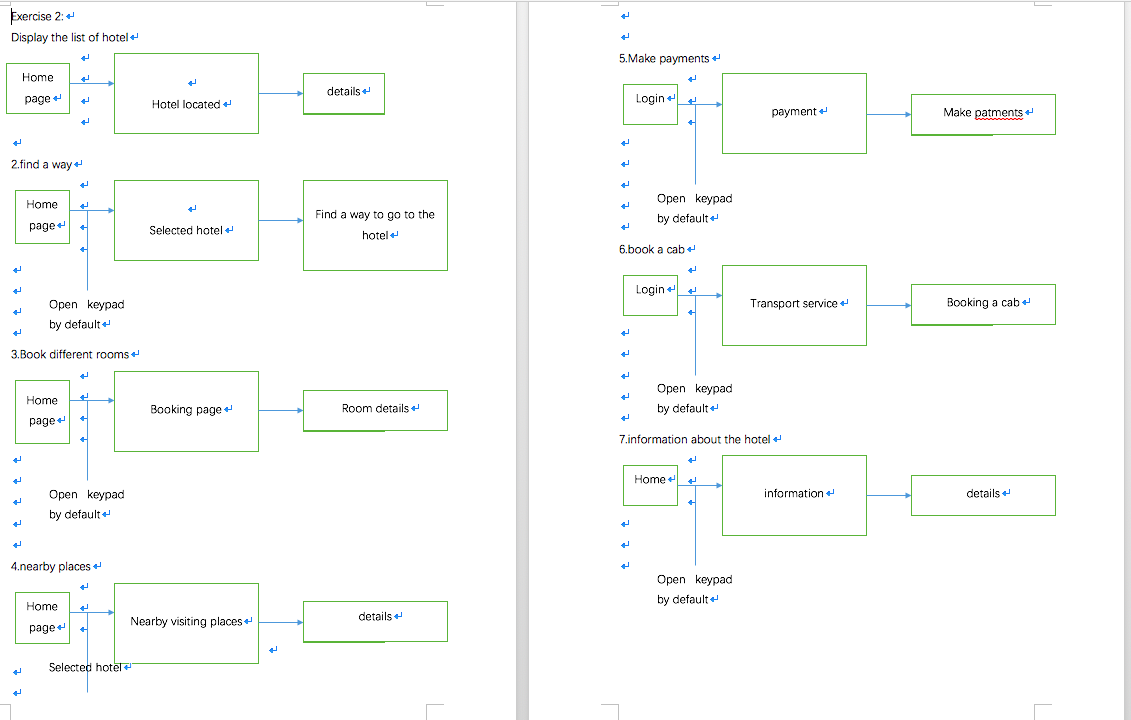 Exercise 2:
Display the list of hotel
Home
page
Hotel located
details
2.find a way
Home
page
Selected hotel
Find a way to go to the
hotel
Open keypad
by default
3.Book different rooms
Home
page
Booking page
Room details
Open keypad
by default
4.nearby places
Home
page
Nearby visiting places
details
Selected hotel
5.Make payments
Login
payment
Make patments
Open keypad
by default
6.book a cab
Login
Transport service
Booking a cab
Open keypad
by default
7.information about the hotel
Home
information
details
Open keypad
by default